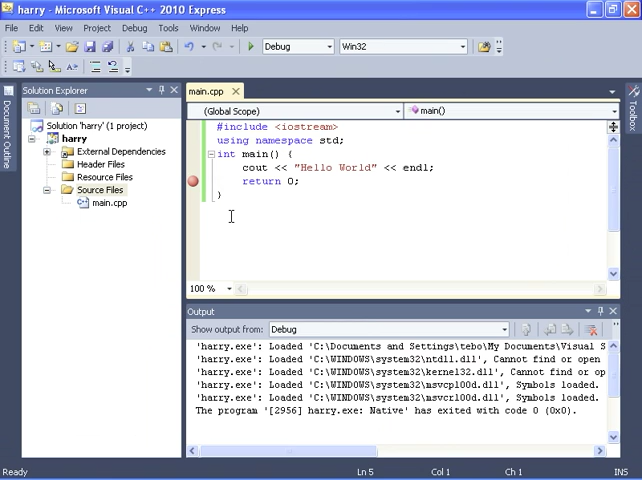 harry - Microsoft Visual C++ 2010 Express
File Edit View Project Debug Tools Window Help
Debug Win32
Solution Explorer
main.cpp
(Global Scope) main()
Document Outline
Toolbox
Solution 'harry' (1 project)
harry
External Dependencies
Header Files
Resource Files
Source Files
main.cpp
#include <iostream>
using namespace std;
int main() {
cout << "Hello World" << endl;
return 0;
}
100 %
Output
Show output from: Debug
'harry.exe': Loaded 'C:\Documents and Settings\tebo\My Documents\Visual S
'harry.exe': Loaded 'C:\WINDOWS\system32\ntdll.dll', Cannot find or open
'harry.exe': Loaded 'C:\WINDOWS\system32\kernel32.dll', Cannot find or op
'harry.exe': Loaded 'C:\WINDOWS\system32\msvcp100d.dll', Symbols loaded.
'harry.exe': Loaded 'C:\WINDOWS\system32\msvcr100d.dll', Symbols loaded.
The program '[2956] harry.exe: Native' has exited with code 0 (0x0).
Ready Ln 5 Col 1 Ch 1 INS